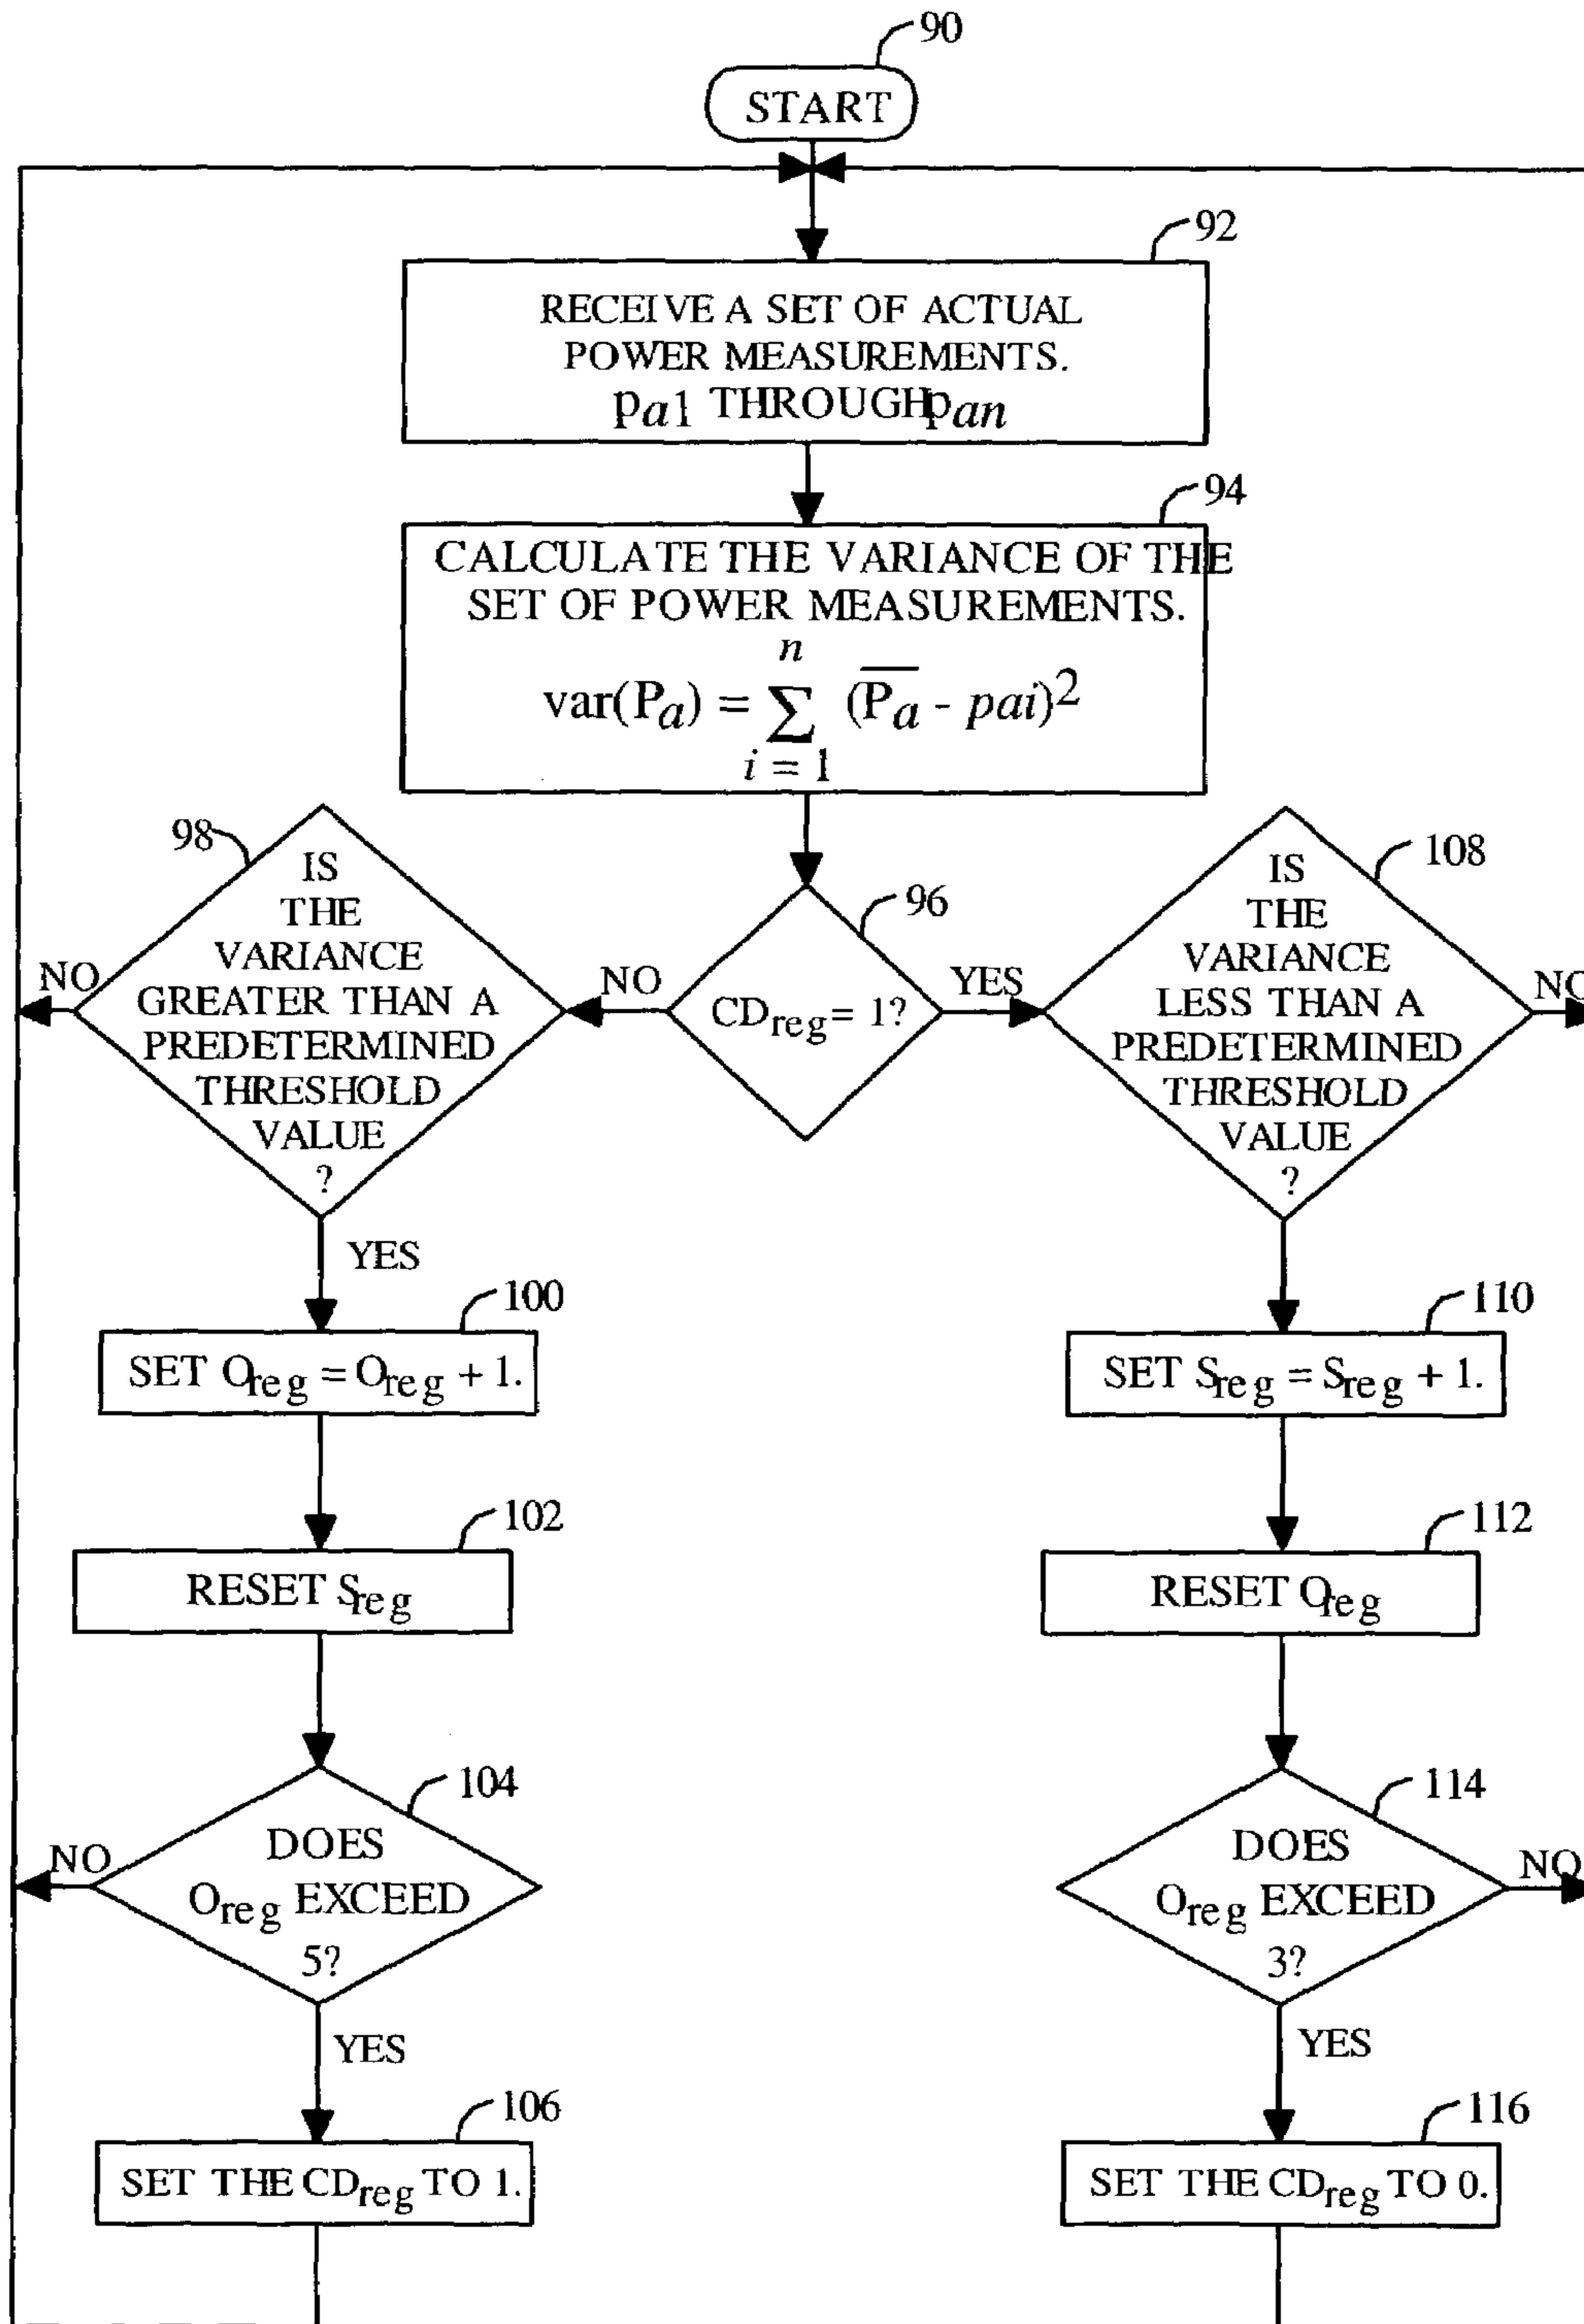 90
START
92
RECEIVE A SET OF ACTUAL
POWER MEASUREMENTS.
pa1 THROUGH pan
94
CALCULATE THE VARIANCE OF THE
SET OF POWER MEASUREMENTS.
n
var(Pa) = ∑ (P̅a̅ - pai)2
i = 1
96
CDreg = 1?
NO
YES
98
IS
THE
VARIANCE
GREATER THAN A
PREDETERMINED
THRESHOLD
VALUE
?
NO
YES
100
SET Oreg = Oreg + 1.
102
RESET Sreg
104
DOES
Oreg EXCEED
5?
NO
YES
106
SET THE CDreg TO 1.
108
IS
THE
VARIANCE
LESS THAN A
PREDETERMINED
THRESHOLD
VALUE
?
NO
110
SET Sreg = Sreg + 1.
112
RESET Oreg
114
DOES
Oreg EXCEED
3?
NO
YES
116
SET THE CDreg TO 0.